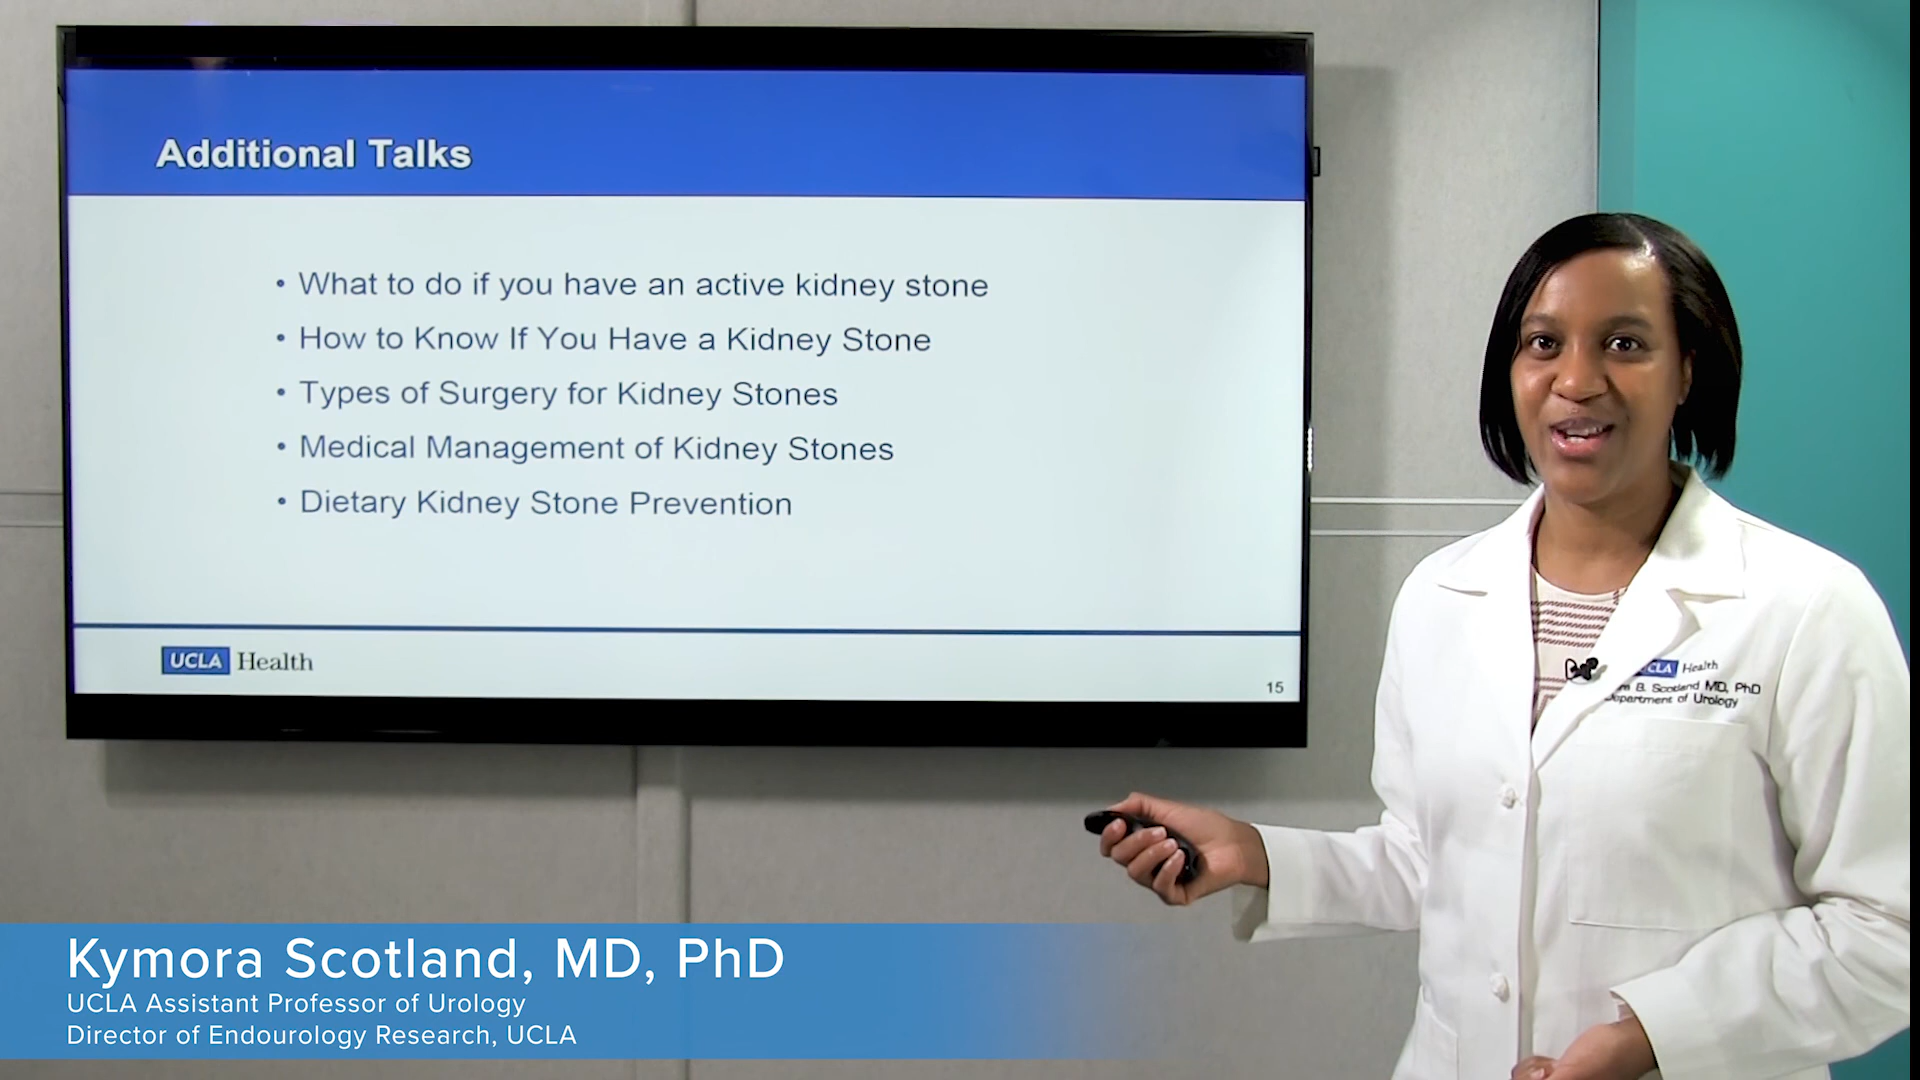 Additional Talks
• What to do if you have an active kidney stone
• How to Know If You Have a Kidney Stone
• Types of Surgery for Kidney Stones
• Medical Management of Kidney Stones
• Dietary Kidney Stone Prevention
UCLA Health
15
Health
B. Scotland MD, PhD
of Urology
Kymora Scotland, MD, PhD
UCLA Assistant Professor of Urology
Director of Endourology Research, UCLA